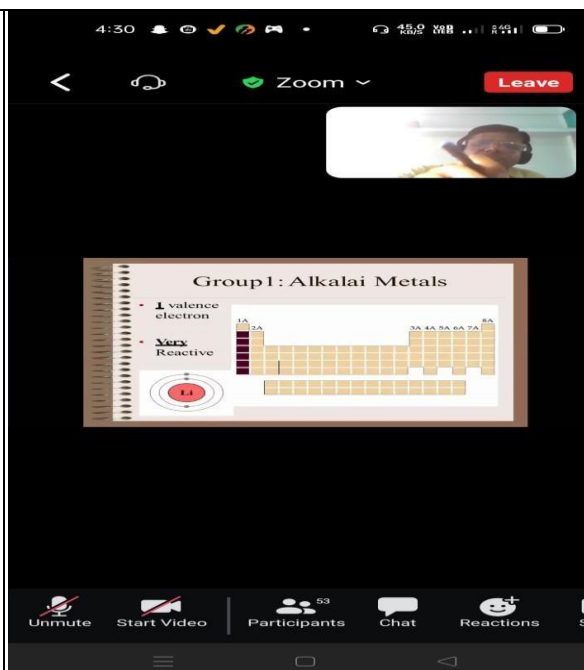 4:30
45.0
KB/S
Zoom
Leave
Group1: Alkalai Metals
• 1 valence
electron
• Very
Reactive
1A
2A
3A 4A 5A 6A 7A
8A
Li
53
Unmute
Start Video
Participants
Chat
Reactions